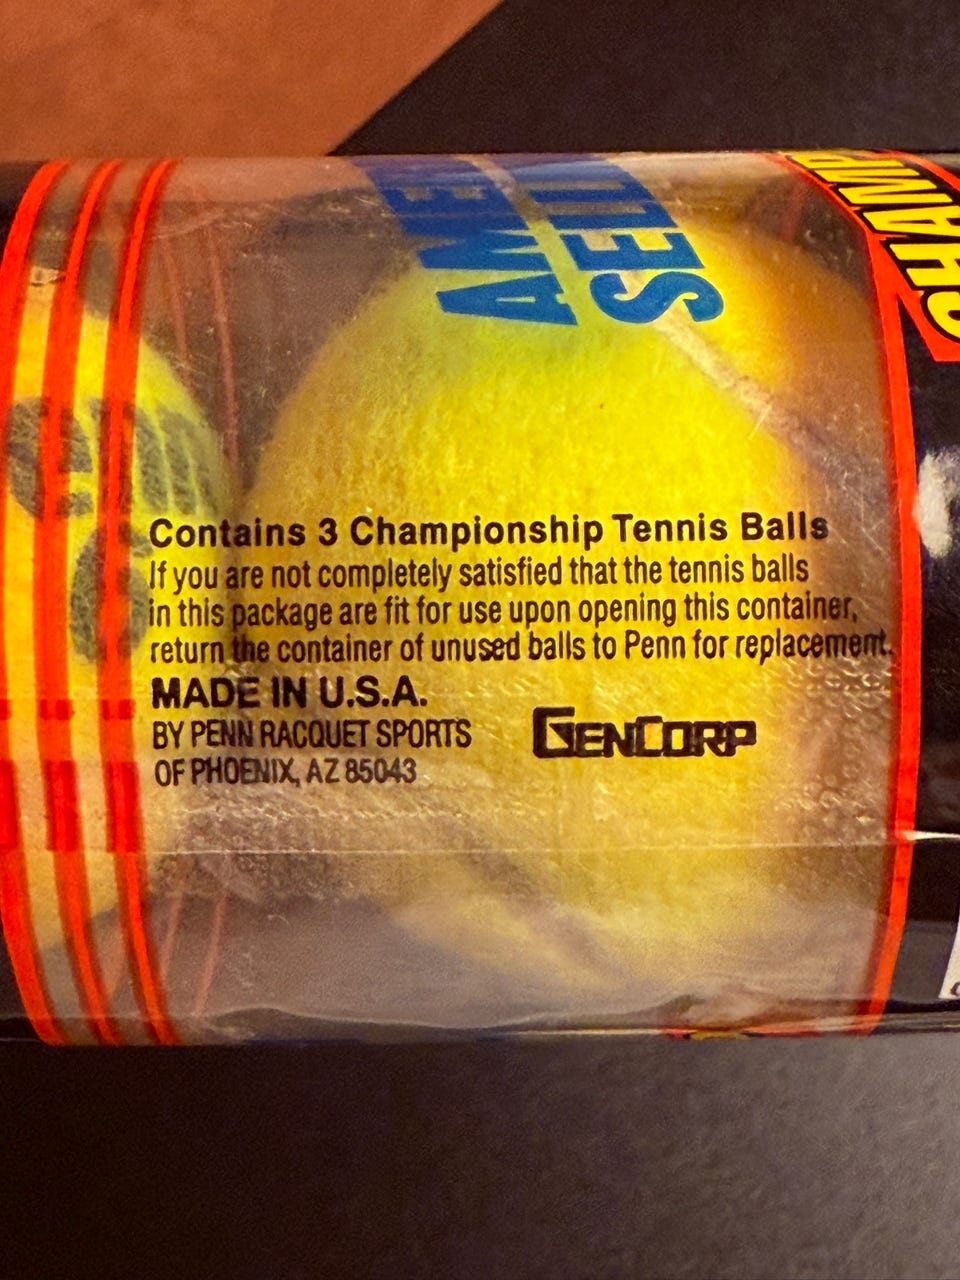 Contains 3 Championship Tennis Balls
If you are not completely satisfied that the tennis balls
in this package are fit for use upon opening this container,
return the container of unused balls to Penn for replacement.
MADE IN U.S.A.
BY PENN RACQUET SPORTS
OF PHOENIX, AZ 85043
GENCORP